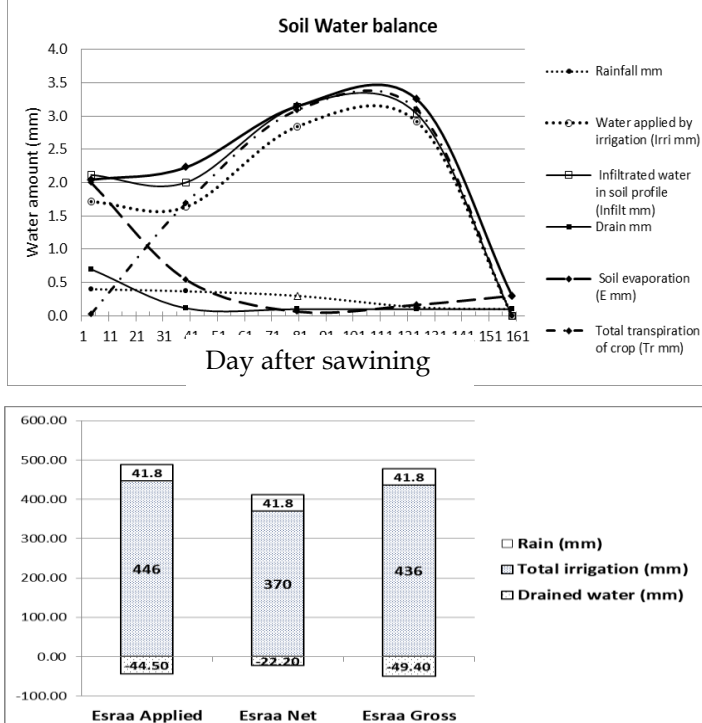 Soil Water balance
4.0
3.5
3.0
2.5
2.0
1.5
1.0
0.5
0.0
Water amount (mm)
1 11 21 31 41 51 81 91 101 111 121 131 141 151 161
Day after sawining
Rainfall mm
Water applied by
irrigation (Irri mm)
Infiltrated water
in soil profile
(Infilt mm)
Drain mm
Soil evaporation
(E mm)
Total transpiration
of crop (Tr mm)
600.00
500.00
400.00
300.00
200.00
100.00
0.00
-100.00
41.8
446
-44.50
41.8
370
-22.20
41.8
436
-49.40
Esraa Applied Esraa Net Esraa Gross
Rain (mm)
Total irrigation (mm)
Drained water (mm)